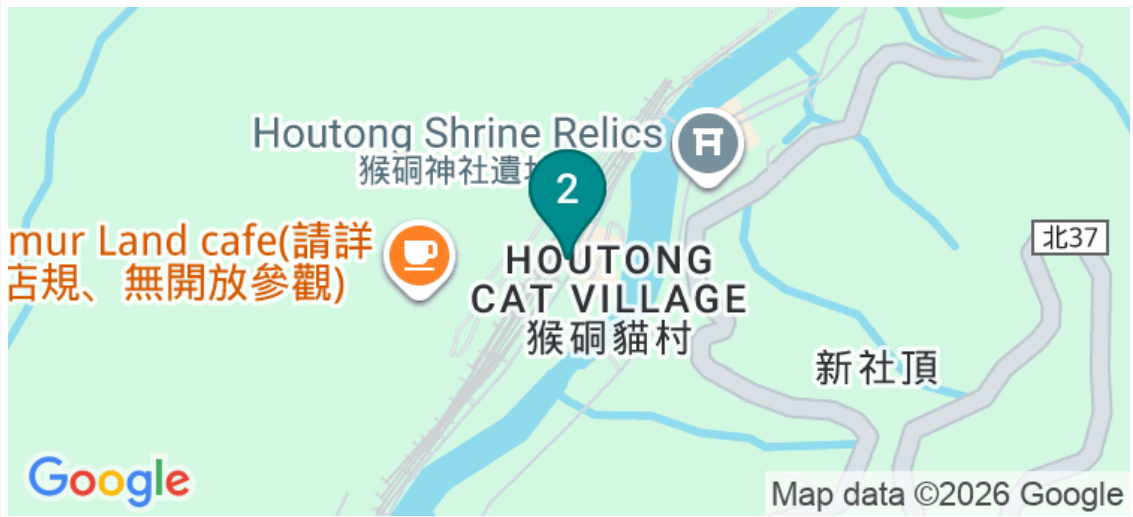 Houtong Shrine Relics
猴硐神社遺
2
mur Land cafe(請詳
店規、無開放參觀)
HOUTONG
CAT VILLAGE
猴硐貓村
北37
新社頂
Google
Map data ©2026 Google